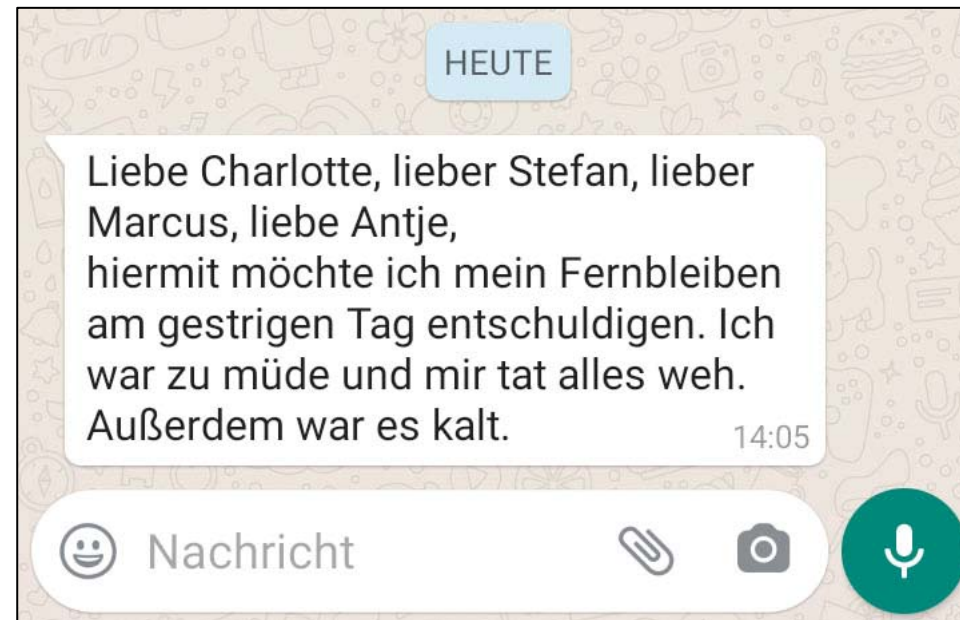 HEUTE
Liebe Charlotte, lieber Stefan, lieber
Marcus, liebe Antje,
hiermit möchte ich mein Fernbleiben
am gestrigen Tag entschuldigen. Ich
war zu müde und mir tat alles weh.
Außerdem war es kalt.
14:05
Nachricht